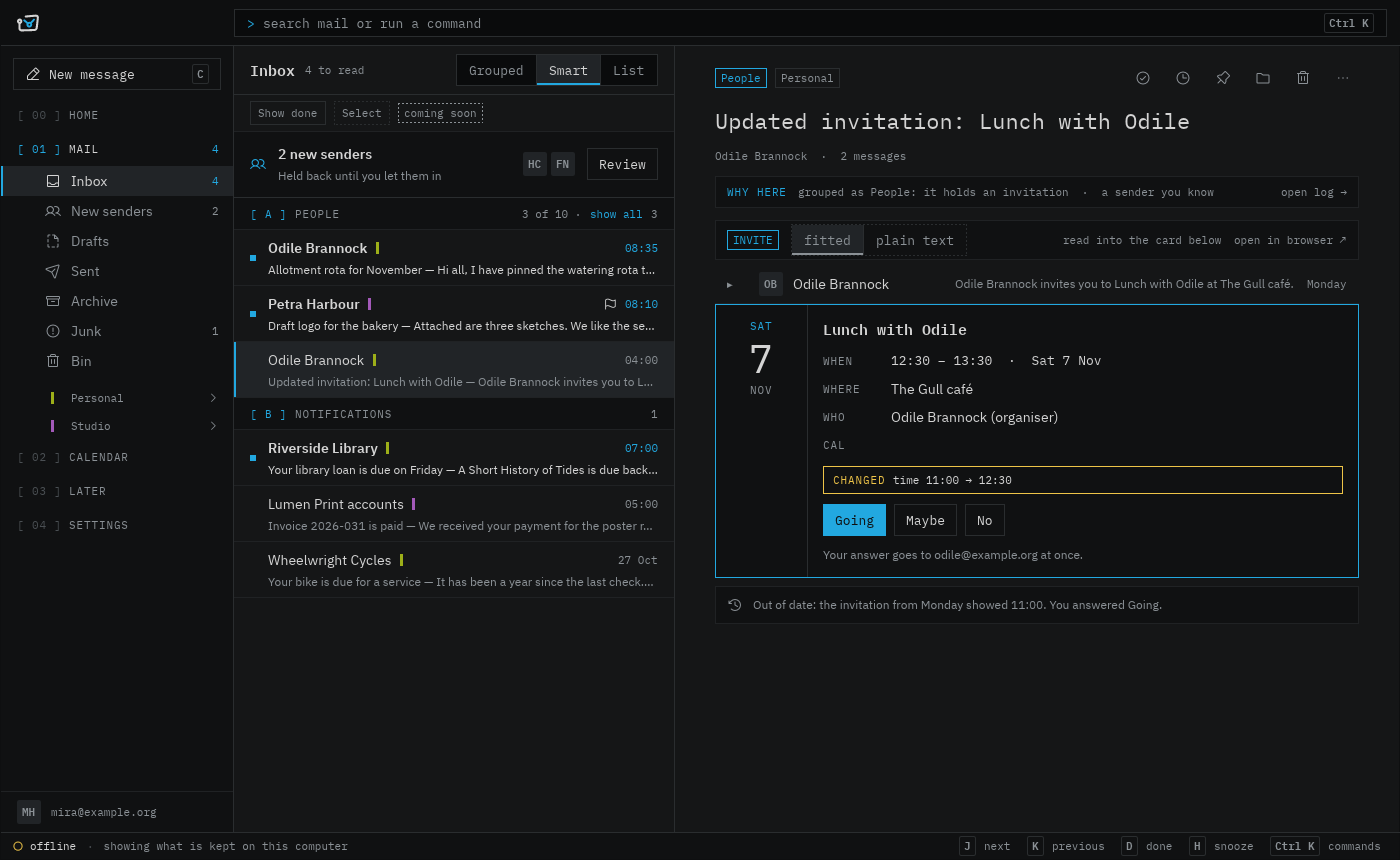 > search mail or run a command Ctrl K
New message C
[ 00 ] HOME
[ 01 ] MAIL 4
Inbox 4
New senders 2
Drafts
Sent
Archive
Junk 1
Bin
Personal
Studio
[ 02 ] CALENDAR
[ 03 ] LATER
[ 04 ] SETTINGS
MH mira@example.org
Inbox 4 to read Grouped Smart List
Show done Select coming soon
2 new senders
Held back until you let them in
HC FN Review
[ A ] PEOPLE 3 of 10 · show all 3
Odile Brannock 08:35
Allotment rota for November — Hi all, I have pinned the watering rota t…
Petra Harbour 08:10
Draft logo for the bakery — Attached are three sketches. We like the se…
Odile Brannock 04:00
Updated invitation: Lunch with Odile — Odile Brannock invites you to L…
[ B ] NOTIFICATIONS 1
Riverside Library 07:00
Your library loan is due on Friday — A Short History of Tides is due back…
Lumen Print accounts 05:00
Invoice 2026-031 is paid — We received your payment for the poster r…
Wheelwright Cycles 27 Oct
Your bike is due for a service — It has been a year since the last check.…
People Personal
Updated invitation: Lunch with Odile
Odile Brannock · 2 messages
WHY HERE grouped as People: it holds an invitation · a sender you know open log →
INVITE fitted plain text read into the card below open in browser ↗
▸ OB Odile Brannock Odile Brannock invites you to Lunch with Odile at The Gull café. Monday
SAT
7
NOV
Lunch with Odile
WHEN 12:30 – 13:30 · Sat 7 Nov
WHERE The Gull café
WHO Odile Brannock (organiser)
CAL
CHANGED time 11:00 → 12:30
Going Maybe No
Your answer goes to odile@example.org at once.
Out of date: the invitation from Monday showed 11:00. You answered Going.
offline · showing what is kept on this computer
J next K previous D done H snooze Ctrl K commands